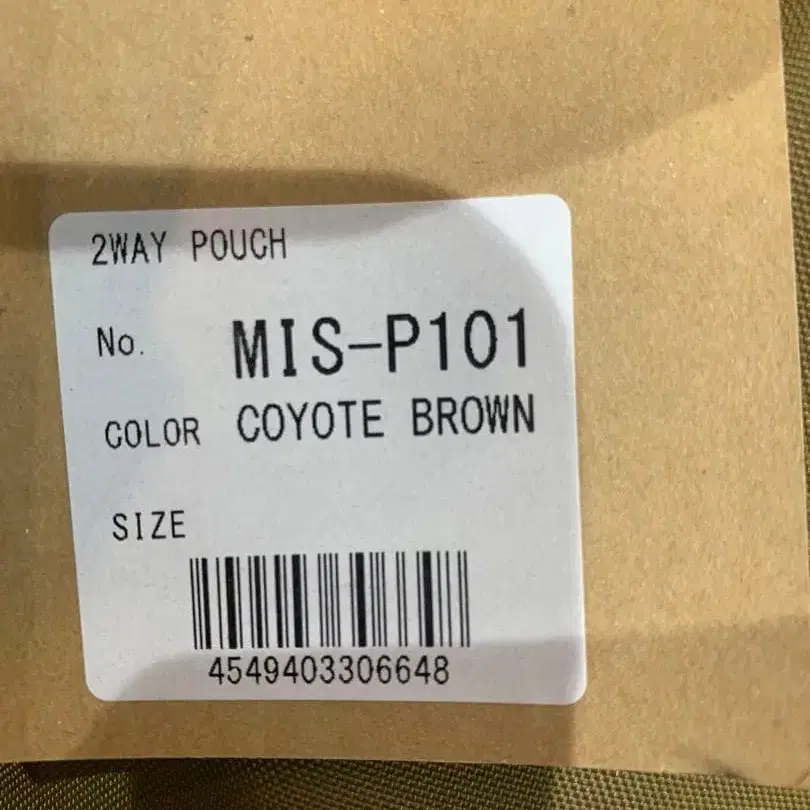 2WAY POUCH
No. MIS-P101
COLOR COYOTE BROWN
SIZE
4549403306648